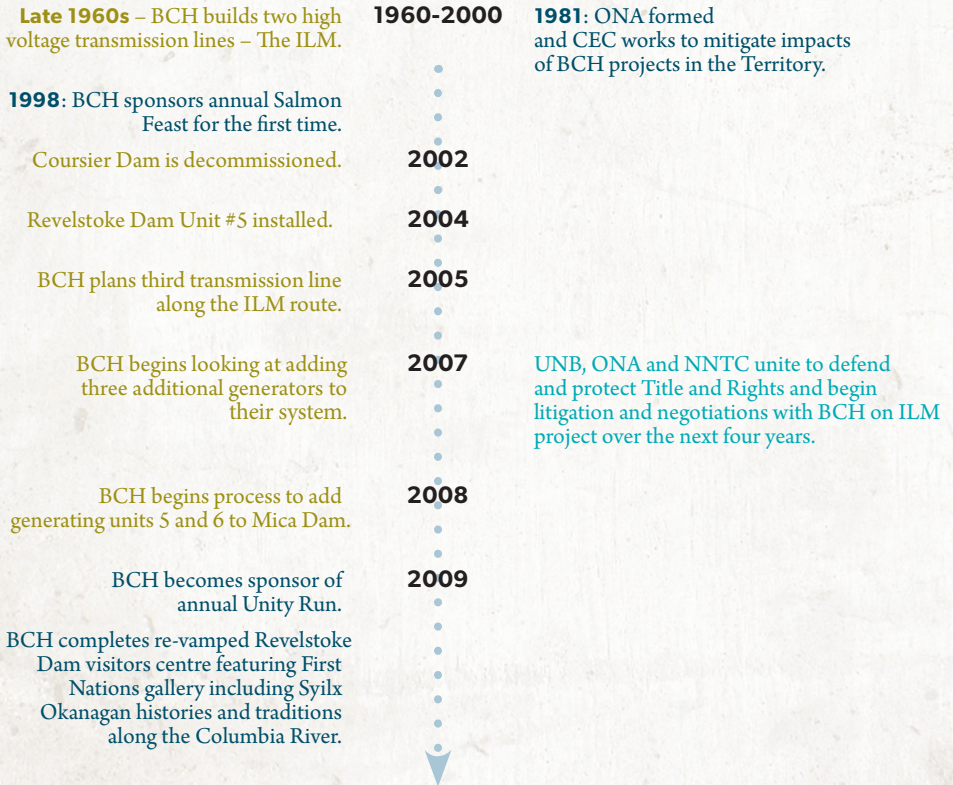 1960-2000
Late 1960s – BCH builds two high
voltage transmission lines – The ILM.
1998: BCH sponsors annual Salmon
Feast for the first time.
1981: ONA formed
and CEC works to mitigate impacts
of BCH projects in the Territory.
2002
Coursier Dam is decommissioned.
2004
Revelstoke Dam Unit #5 installed.
2005
BCH plans third transmission line
along the ILM route.
2007
BCH begins looking at adding
three additional generators to
their system.
UNB, ONA and NNTC unite to defend
and protect Title and Rights and begin
litigation and negotiations with BCH on ILM
project over the next four years.
2008
BCH begins process to add
generating units 5 and 6 to Mica Dam.
2009
BCH becomes sponsor of
annual Unity Run.
BCH completes re-vamped Revelstoke
Dam visitors centre featuring First
Nations gallery including Syilx
Okanagan histories and traditions
along the Columbia River.